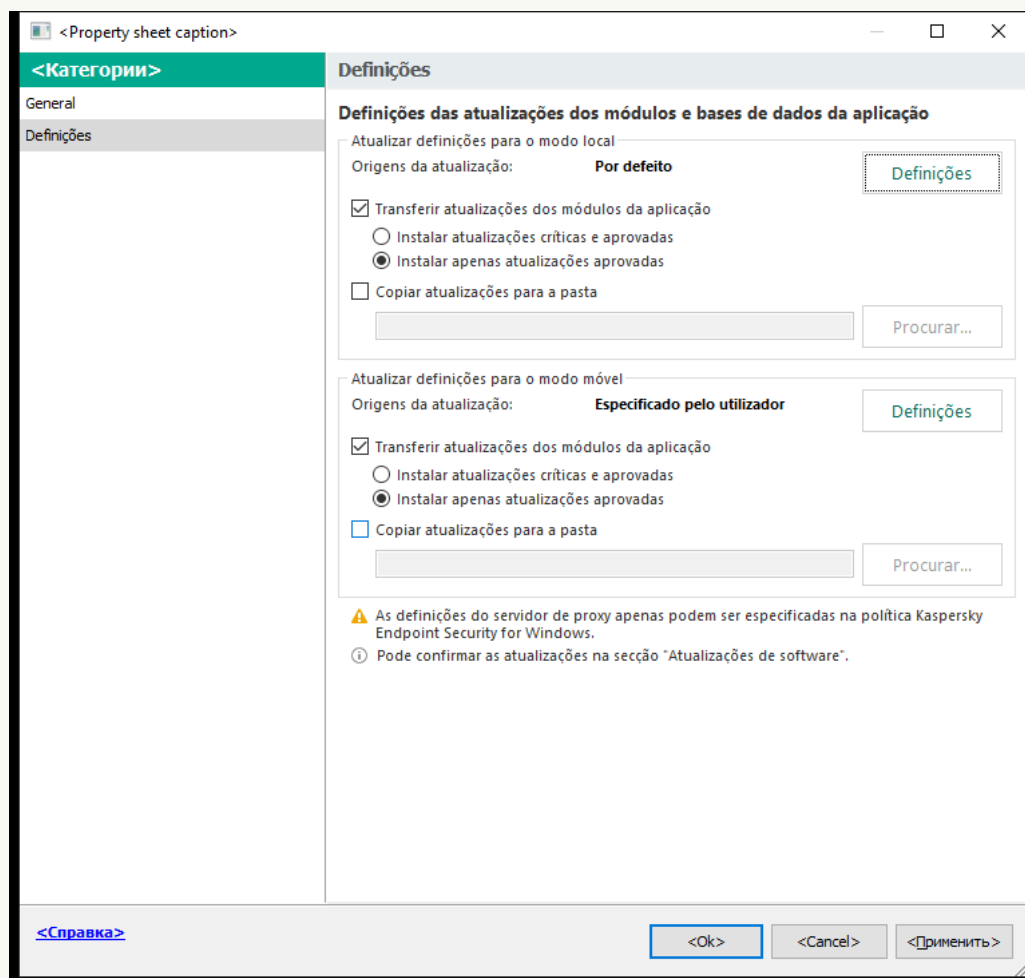 <Property sheet caption>
<Категории>
General
Definições
Definições
Definições das atualizações dos módulos e bases de dados da aplicação
Atualizar definições para o modo local
Origens da atualização: Por defeito Definições
Transferir atualizações dos módulos da aplicação
Instalar atualizações críticas e aprovadas
Instalar apenas atualizações aprovadas
Copiar atualizações para a pasta
Procurar...
Atualizar definições para o modo móvel
Origens da atualização: Especificado pelo utilizador Definições
Transferir atualizações dos módulos da aplicação
Instalar atualizações críticas e aprovadas
Instalar apenas atualizações aprovadas
Copiar atualizações para a pasta
Procurar...
As definições do servidor de proxy apenas podem ser especificadas na política Kaspersky
Endpoint Security for Windows.
Pode confirmar as atualizações na secção "Atualizações de software".
<Справка>
<Ok> <Cancel> <Применить>